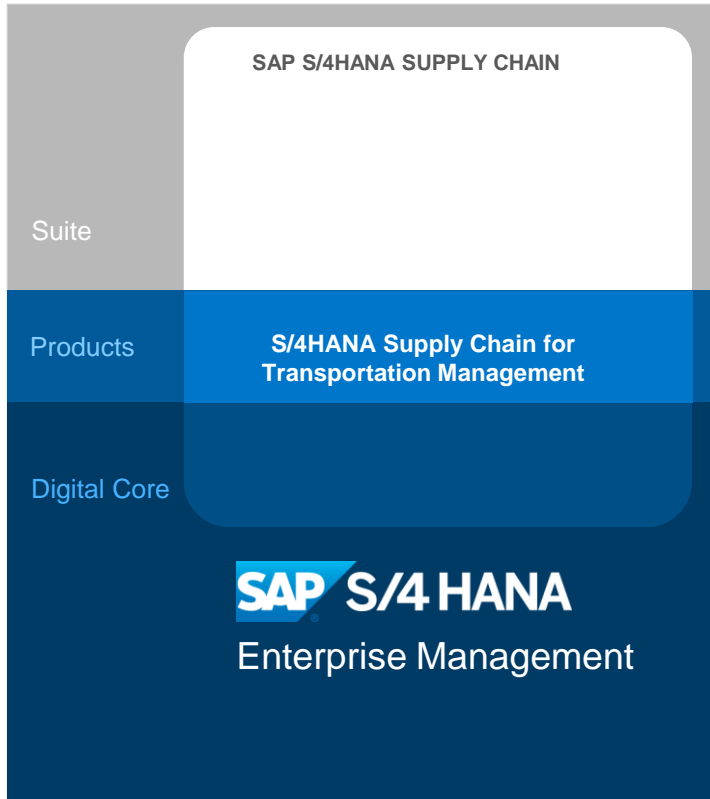 SAP S/4HANA SUPPLY CHAIN
Suite
Products
S/4HANA Supply Chain for
Transportation Management
Digital Core
SAP® S/4 HANA
Enterprise Management